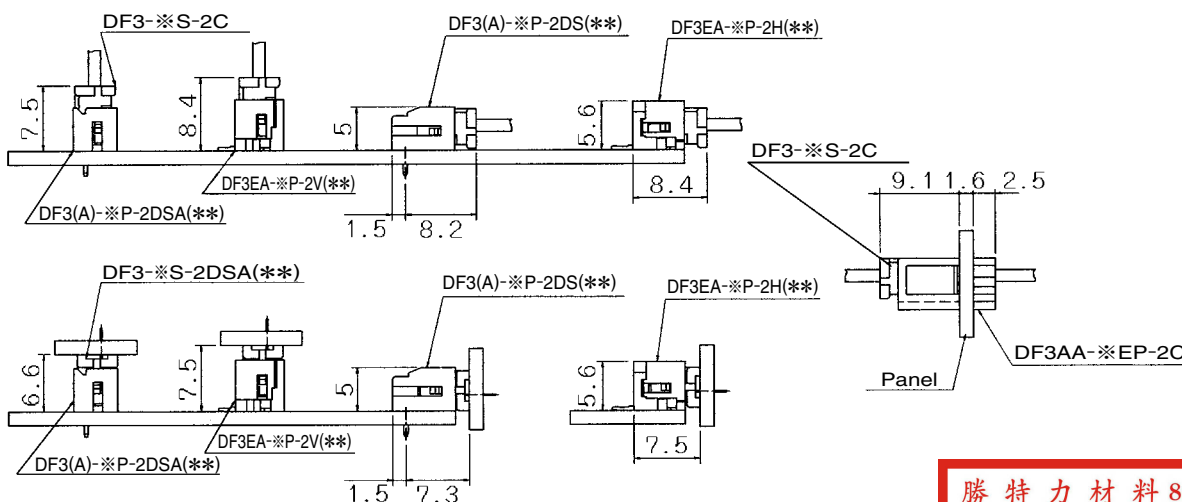 DF3-※S-2C
DF3(A)-※P-2DS(**)
DF3EA-※P-2H(**)
7.5
8.4
5
5.6
DF3-※S-2C
DF3EA-※P-2V(**)
8.4
9.1 1.6 2.5
DF3(A)-※P-2DSA(**)
1.5 8.2
DF3-※S-2DSA(**)
DF3(A)-※P-2DS(**)
DF3EA-※P-2H(**)
6.6
7.5
5
5.6
DF3AA-※EP-2C
Panel
DF3EA-※P-2V(**)
7.5
DF3(A)-※P-2DSA(**)
1.5 7.3
勝特力材料8